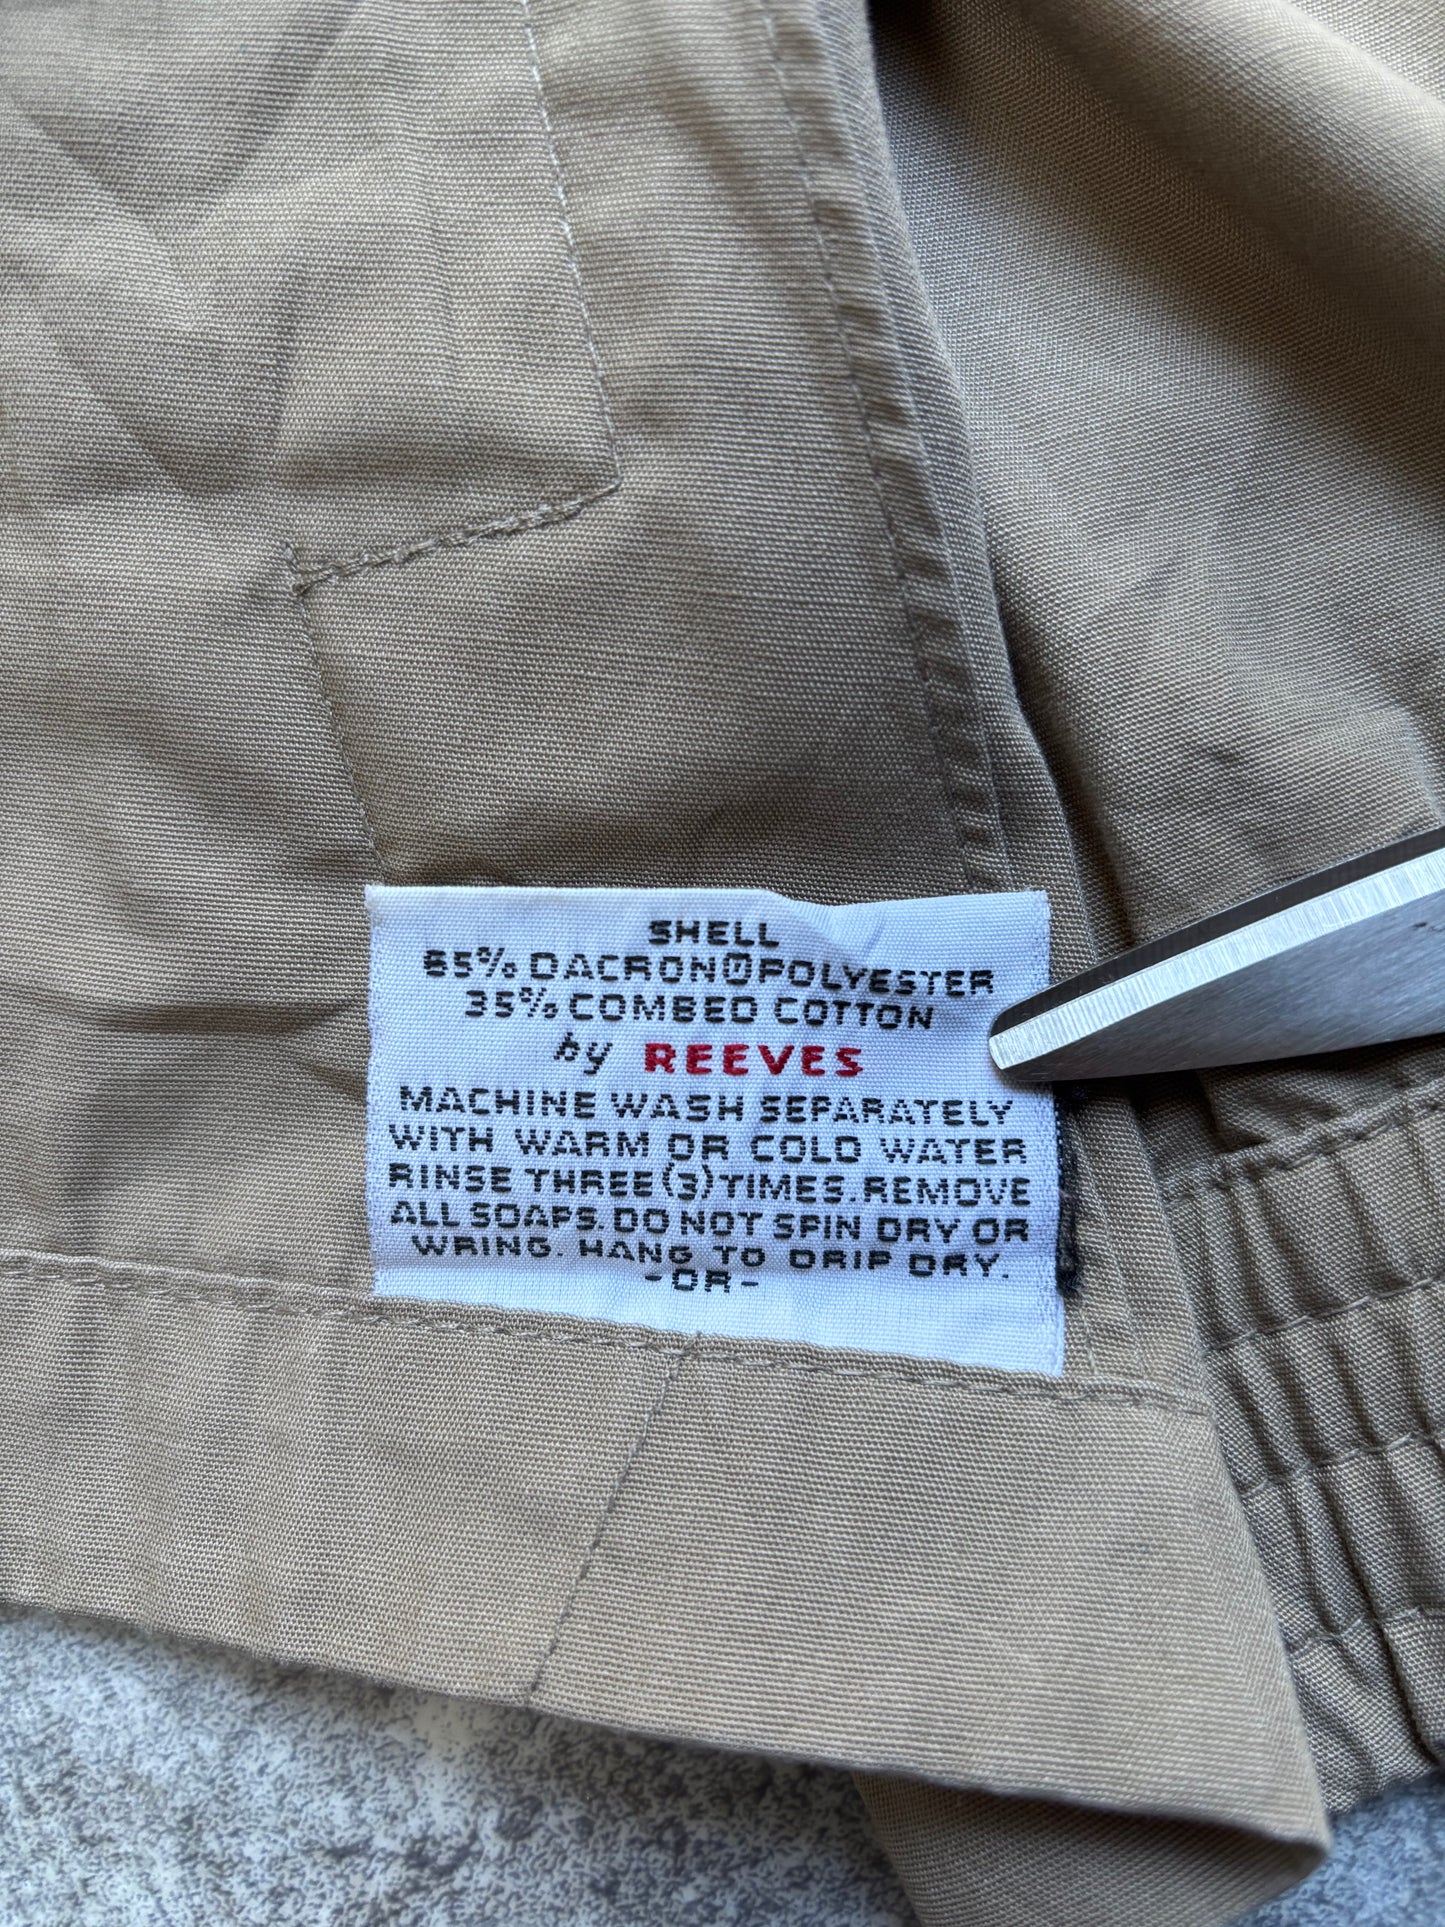 SHELL
65% DACRON® POLYESTER
35% COMBED COTTON
by REEVES
MACHINE WASH SEPARATELY
WITH WARM OR COLD WATER
RINSE THREE (3) TIMES. REMOVE
ALL SOAPS. DO NOT SPIN DRY OR
WRING. HANG TO DRIP DRY.
-OR-